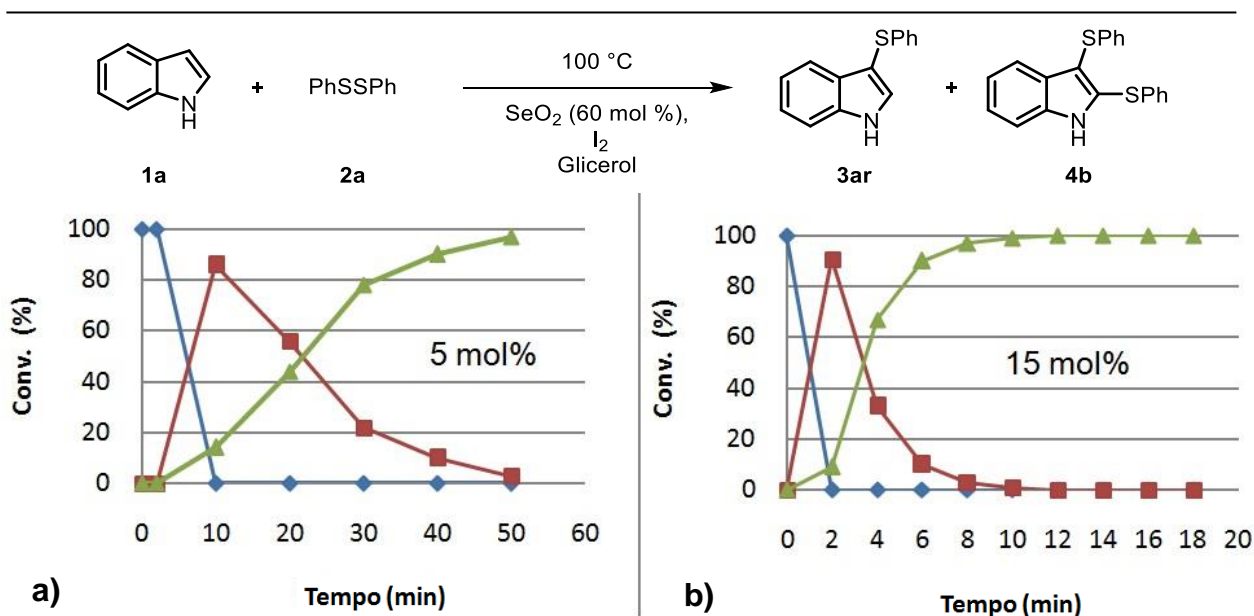 SPh
SPh
N
H
1a
+
PhSSPh
2a
100 °C
SeO₂ (60 mol %),
I₂
Glicerol
N
H
3ar
+
SPh
N
H
4b
100
80
60
40
20
0
Conv. (%)
5 mol%
0 10 20 30 40 50 60
a)
Tempo (min)
100
80
60
40
20
0
Conv. (%)
15 mol%
0 2 4 6 8 10 12 14 16 18 20
b)
Tempo (min)